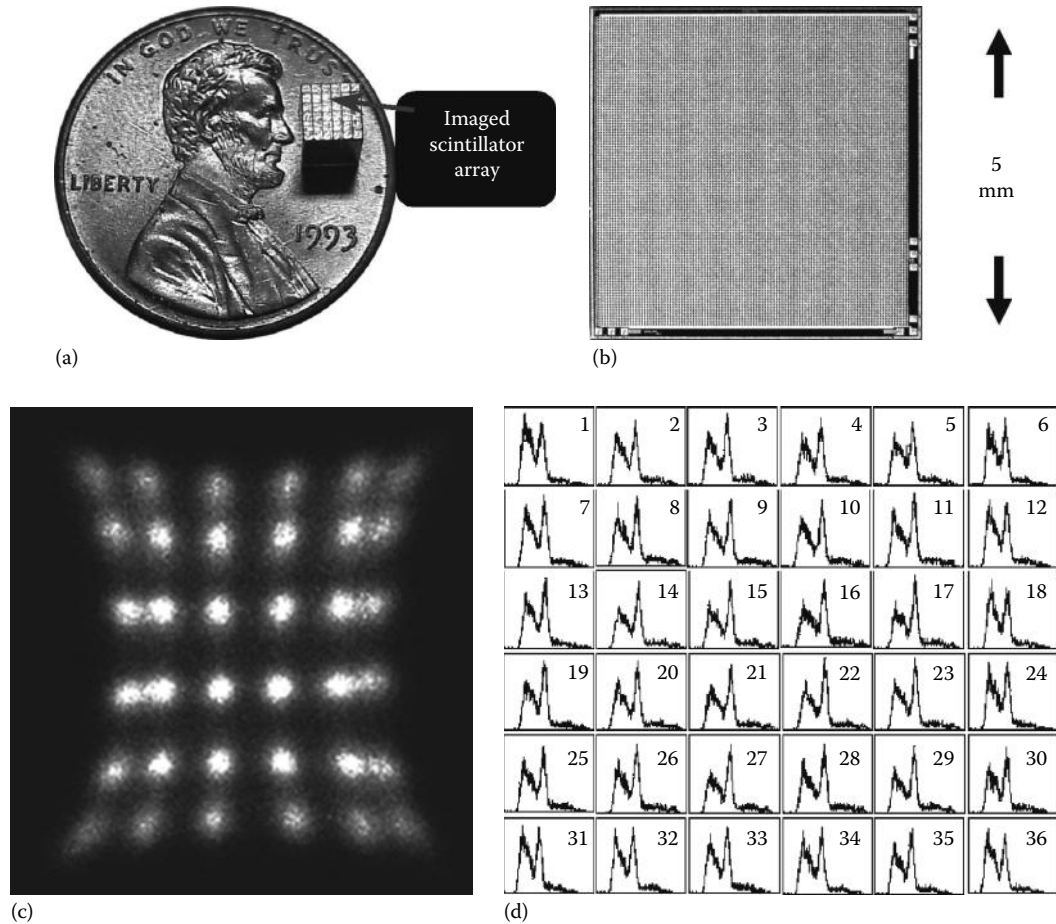 IN GOD WE TRUST
LIBERTY
1993
Imaged
scintillator
array
5
mm
(a)
(b)
1 2 3 4 5 6
7 8 9 10 11 12
13 14 15 16 17 18
19 20 21 22 23 24
25 26 27 28 29 30
31 32 33 34 35 36
(c)
(d)